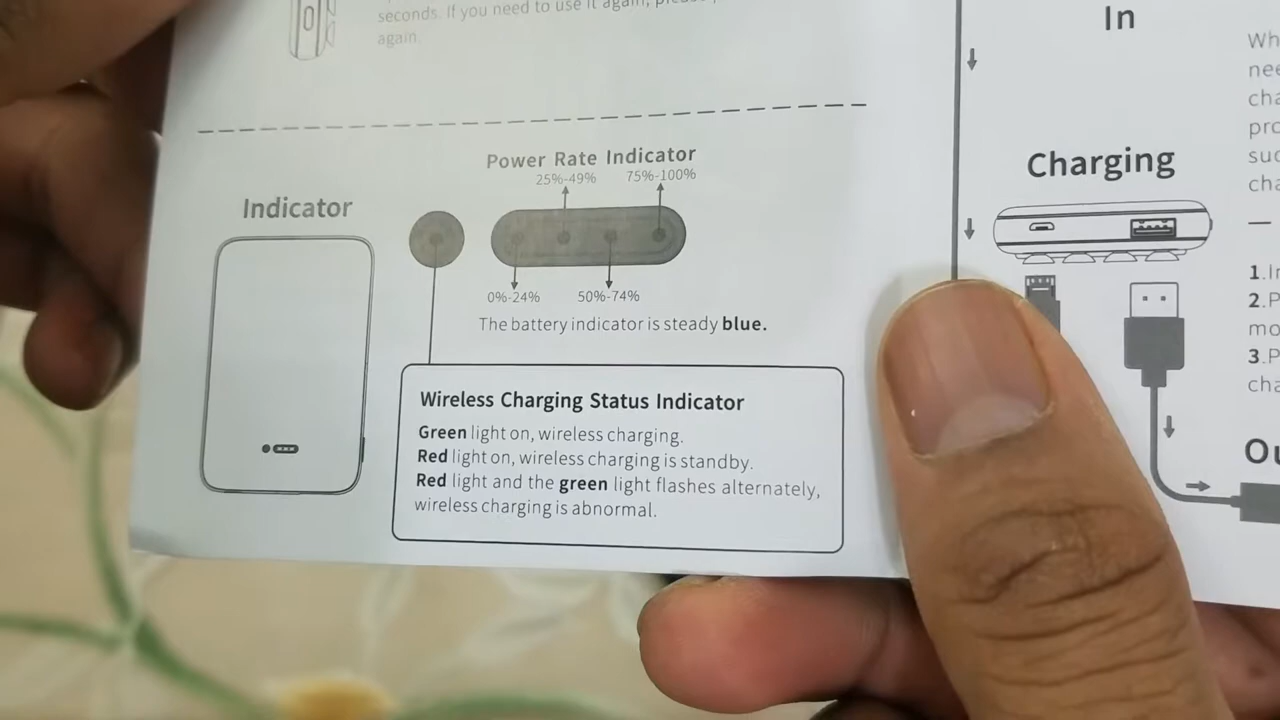 seconds. If you need to use it again,
again.
Power Rate Indicator
25%-49% 75%-100%
Indicator
0%-24% 50%-74%
The battery indicator is steady blue.
Wireless Charging Status Indicator
Green light on, wireless charging.
Red light on, wireless charging is standby.
Red light and the green light flashes alternately,
wireless charging is abnormal.
In
Charging
1.
2.
3.